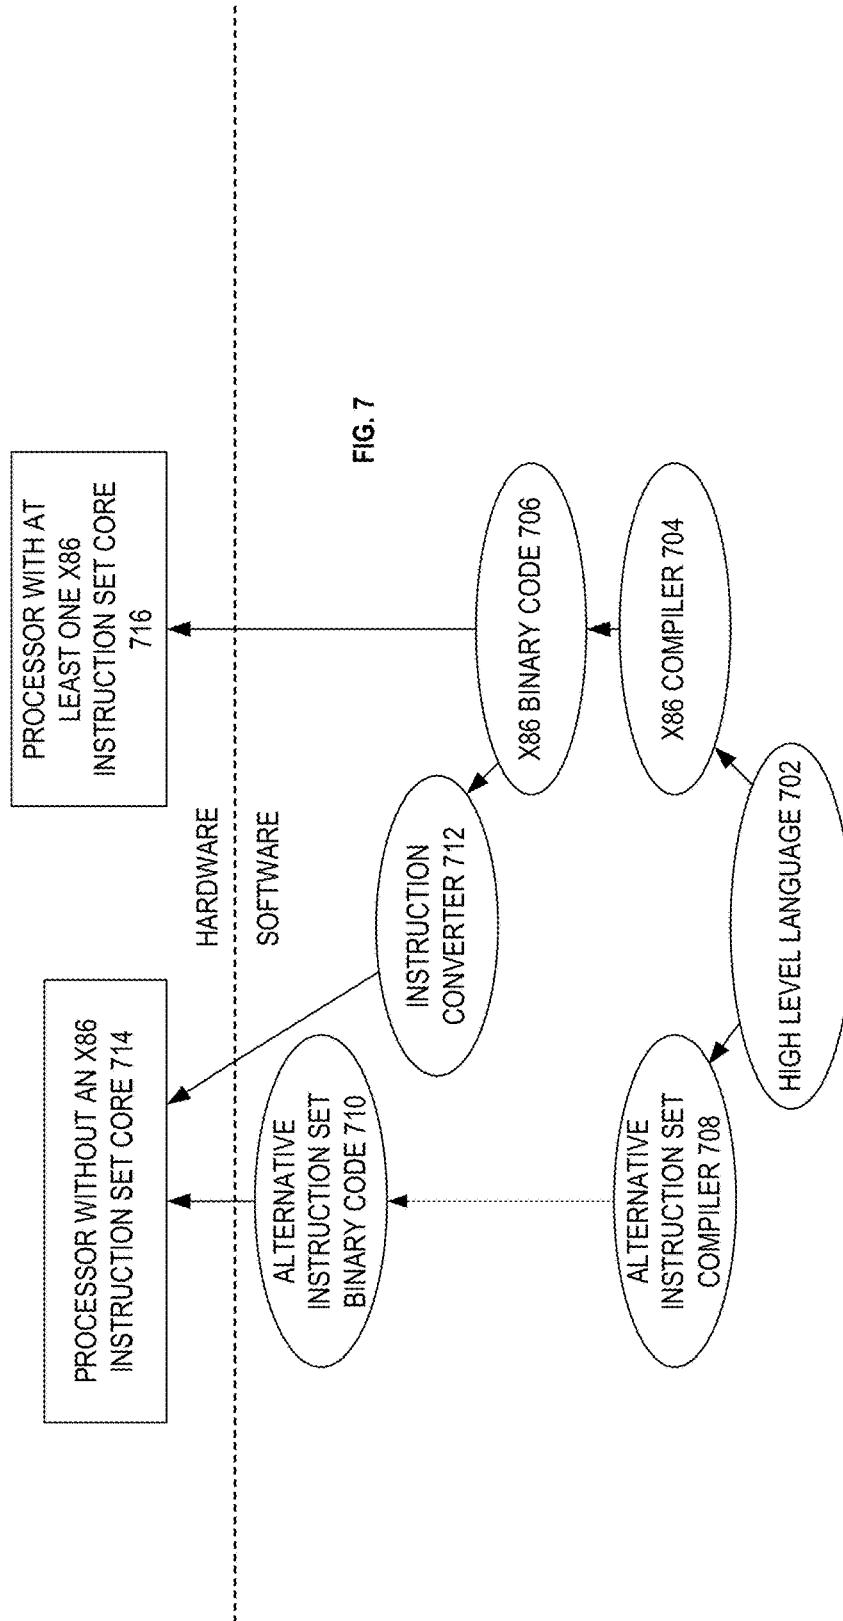 PROCESSOR WITHOUT AN X86
INSTRUCTION SET CORE 714
PROCESSOR WITH AT
LEAST ONE X86
INSTRUCTION SET CORE
716
HARDWARE
SOFTWARE
ALTERNATIVE
INSTRUCTION SET
BINARY CODE 710
INSTRUCTION
CONVERTER 712
X86 BINARY CODE 706
ALTERNATIVE
INSTRUCTION SET
COMPILER 708
X86 COMPILER 704
HIGH LEVEL LANGUAGE 702
FIG. 7